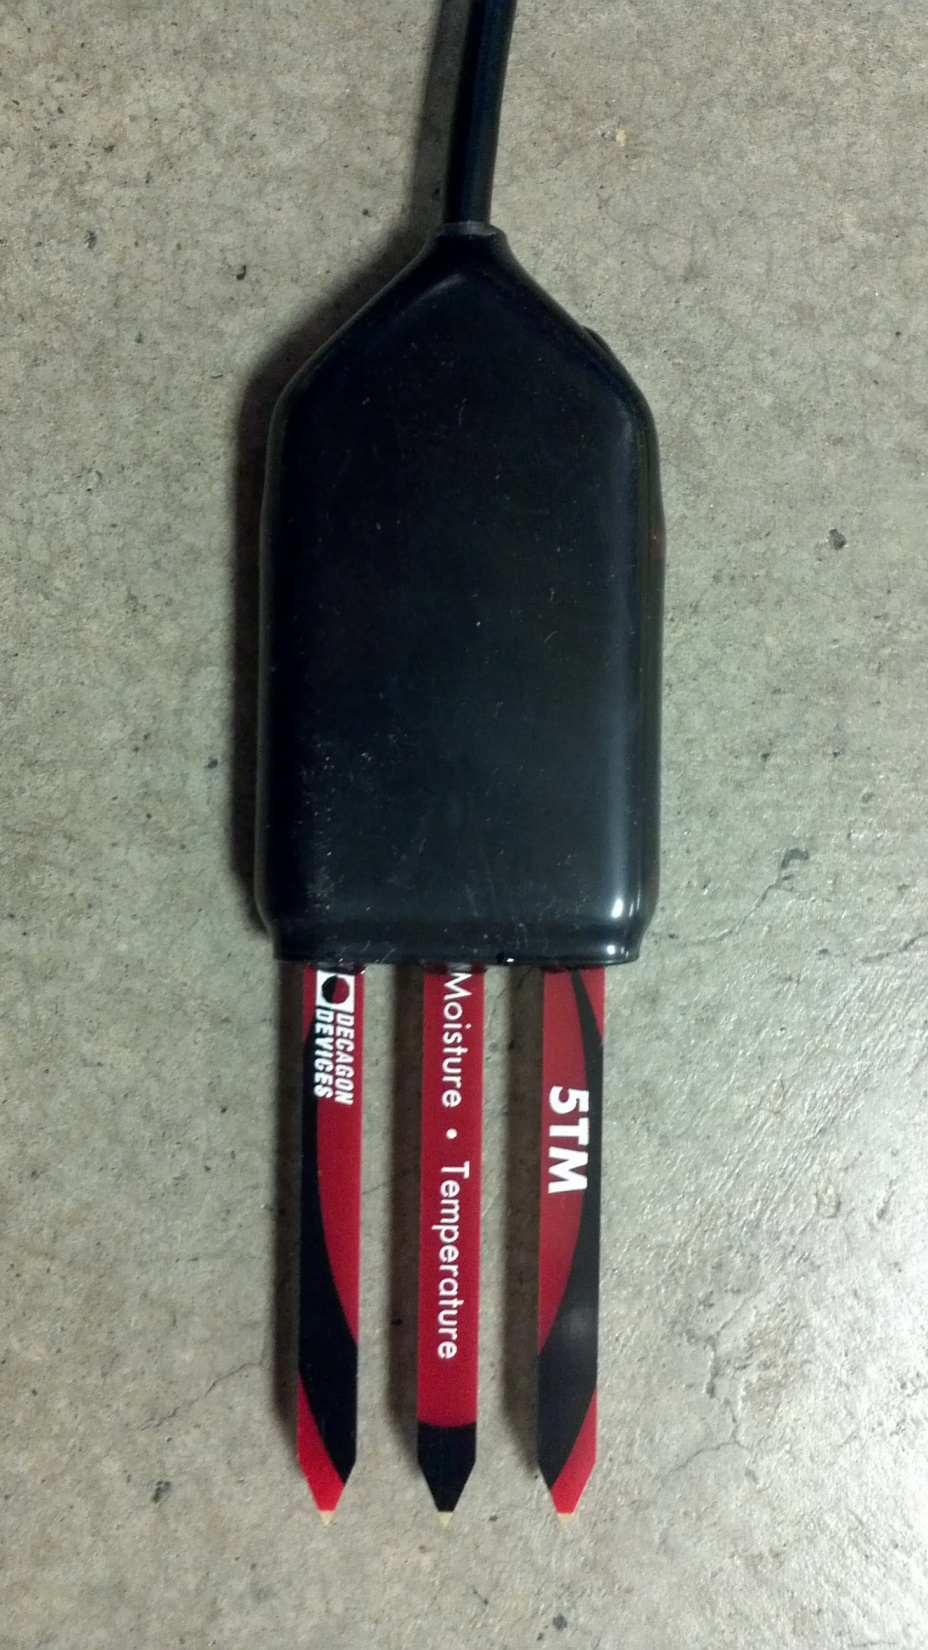 DECAGON
DEVICES
Moisture • Temperature
5TM